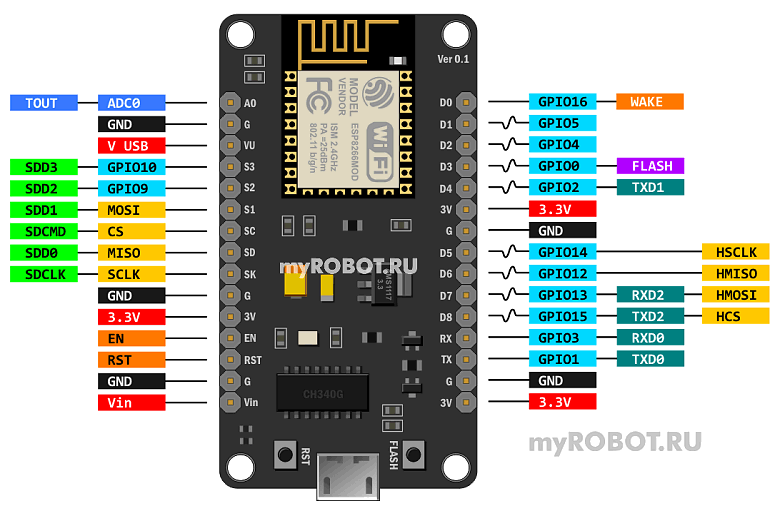 Ver 0.1
MODEL
VENDOR
ESP8266MOD
FC
WiFi
ISM 2.4GHz
PA +25dBm
802.11 b/g/n
TOUT ADC0 A0
GND G
V USB VU
SDD3 GPIO10 S3
SDD2 GPIO9 S2
SDD1 MOSI S1
SDCMD CS SC
SDD0 MISO SD
SDCLK SCLK SK
GND G
3.3V 3V
EN EN
RST RST
GND G
Vin Vin
D0 GPIO16 WAKE
D1 GPIO5
D2 GPIO4
D3 GPIO0 FLASH
D4 GPIO2 TXD1
3V 3.3V
G GND
D5 GPIO14 HSCLK
D6 GPIO12 HMISO
D7 GPIO13 RXD2 HMOSI
D8 GPIO15 TXD2 HCS
RX GPIO3 RXD0
TX GPIO1 TXD0
G GND
3V 3.3V
myROBOT.RU
MS1117
3.3
CH340G
RST
FLASH
myROBOT.RU